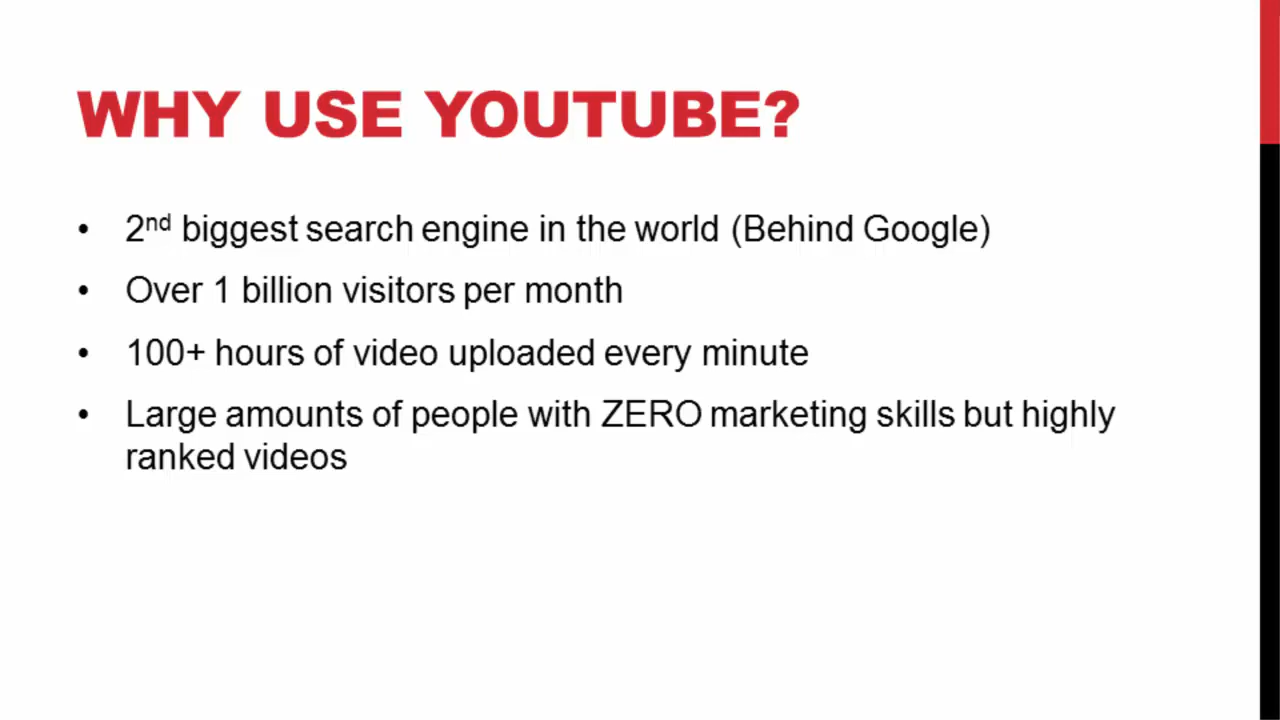 WHY USE YOUTUBE?
• 2nd biggest search engine in the world (Behind Google)
• Over 1 billion visitors per month
• 100+ hours of video uploaded every minute
• Large amounts of people with ZERO marketing skills but highly
ranked videos